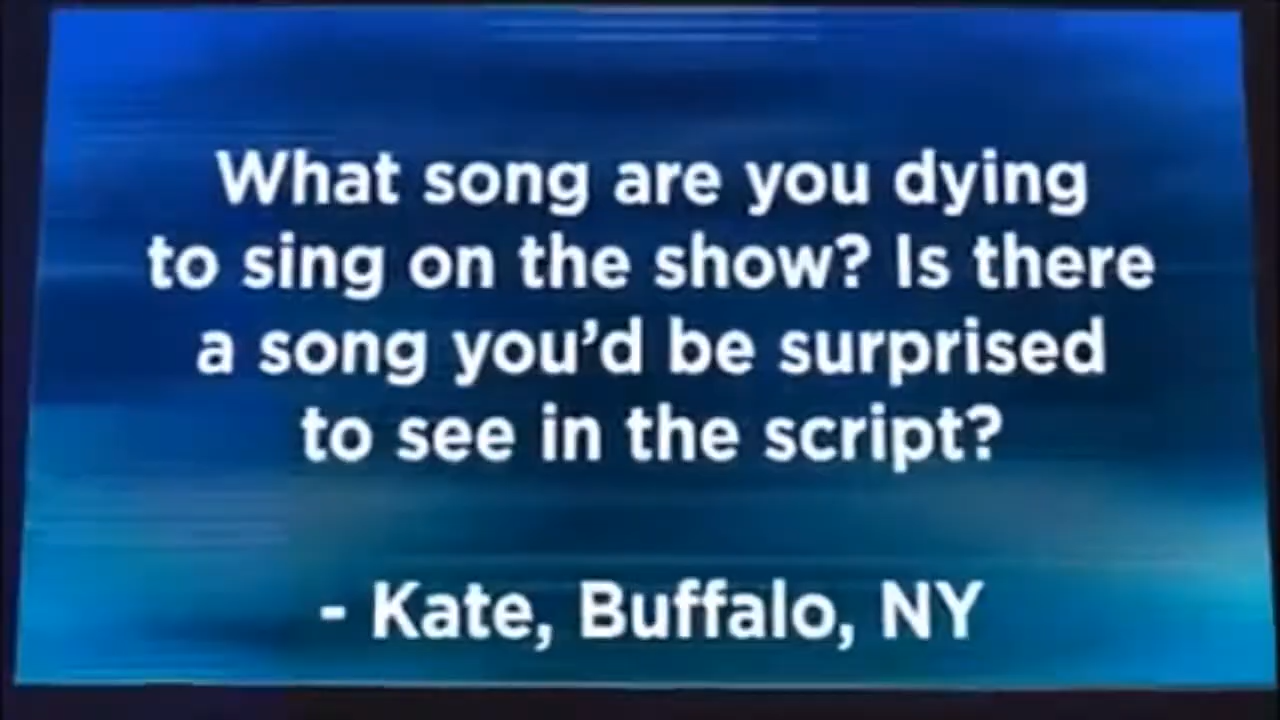 What song are you dying
to sing on the show? Is there
a song you’d be surprised
to see in the script?
- Kate, Buffalo, NY